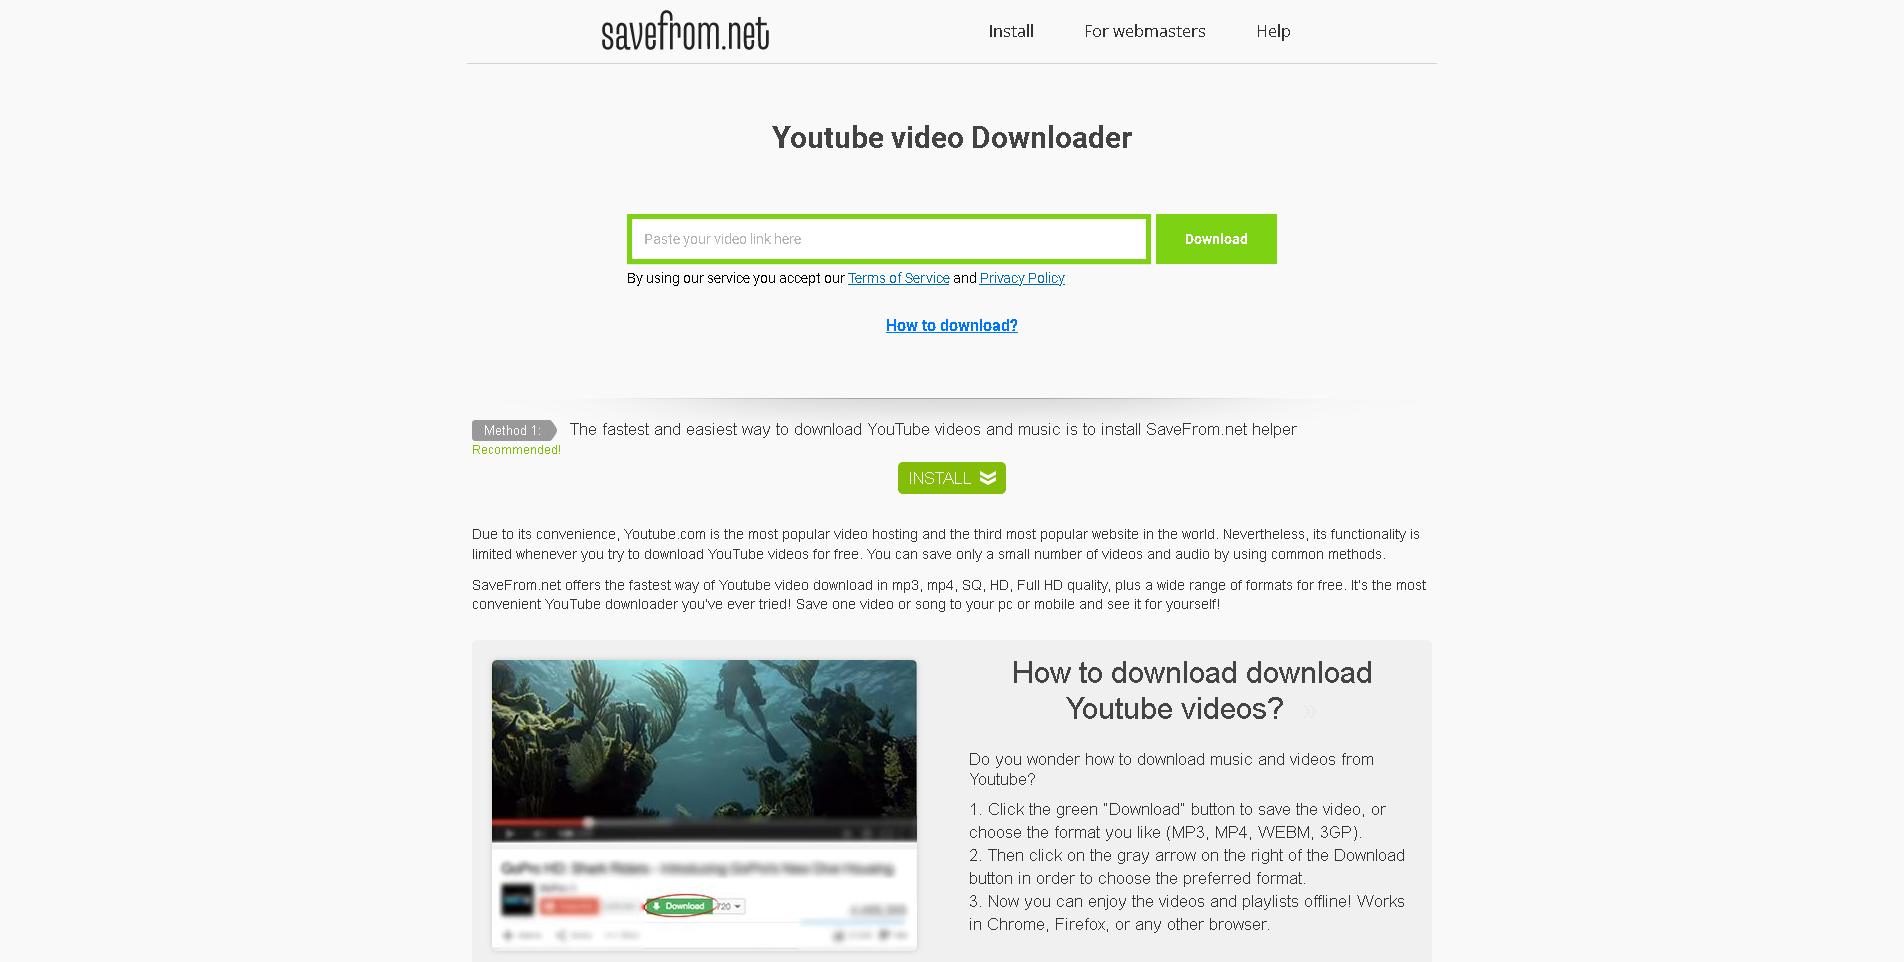 savefrom.net
Install
For webmasters
Help
Youtube video Downloader
Paste your video link here
Download
By using our service you accept our Terms of Service and Privacy Policy
How to download?
Method 1:
The fastest and easiest way to download YouTube videos and music is to install SaveFrom.net helper
Recommended!
INSTALL
Due to its convenience, Youtube.com is the most popular video hosting and the third most popular website in the world. Nevertheless, its functionality is
limited whenever you try to download YouTube videos for free. You can save only a small number of videos and audio by using common methods.
SaveFrom.net offers the fastest way of Youtube video download in mp3, mp4, SQ, HD, Full HD quality, plus a wide range of formats for free. It's the most
convenient YouTube downloader you've ever tried! Save one video or song to your pc or mobile and see it for yourself!
How to download download
Youtube videos? »
Do you wonder how to download music and videos from
Youtube?
1. Click the green "Download" button to save the video, or
choose the format you like (MP3, MP4, WEBM, 3GP).
2. Then click on the gray arrow on the right of the Download
button in order to choose the preferred format.
3. Now you can enjoy the videos and playlists offline! Works
in Chrome, Firefox, or any other browser.
GoPro HD: Shark Riders - Introducing GoPro's New Dive Housing
Download
720